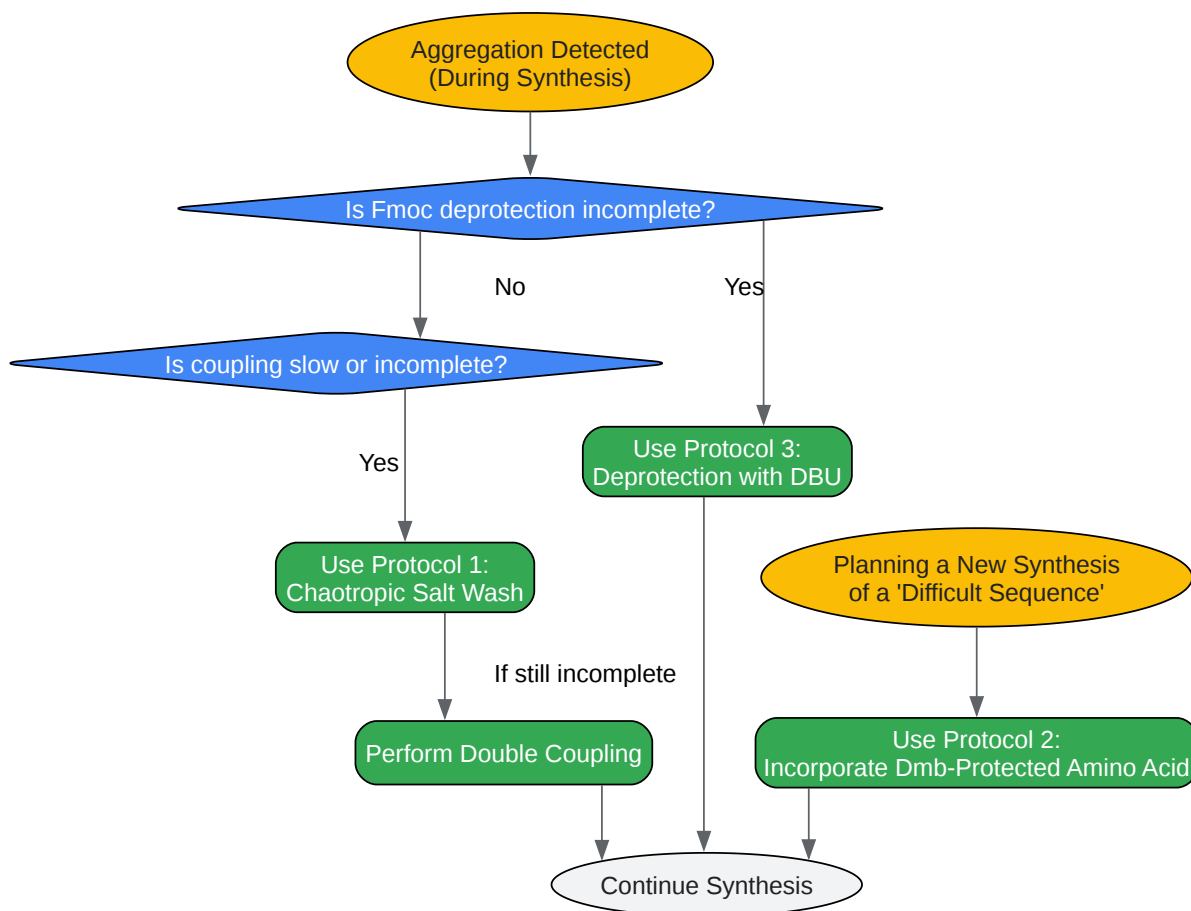 Aggregation Detected
(During Synthesis)
Is Fmoc deprotection incomplete?
No
Yes
Is coupling slow or incomplete?
Yes
Use Protocol 3:
Deprotection with DBU
Use Protocol 1:
Chaotropic Salt Wash
Planning a New Synthesis
of a 'Difficult Sequence'
If still incomplete
Perform Double Coupling
Use Protocol 2:
Incorporate Dmb-Protected Amino Acid
Continue Synthesis